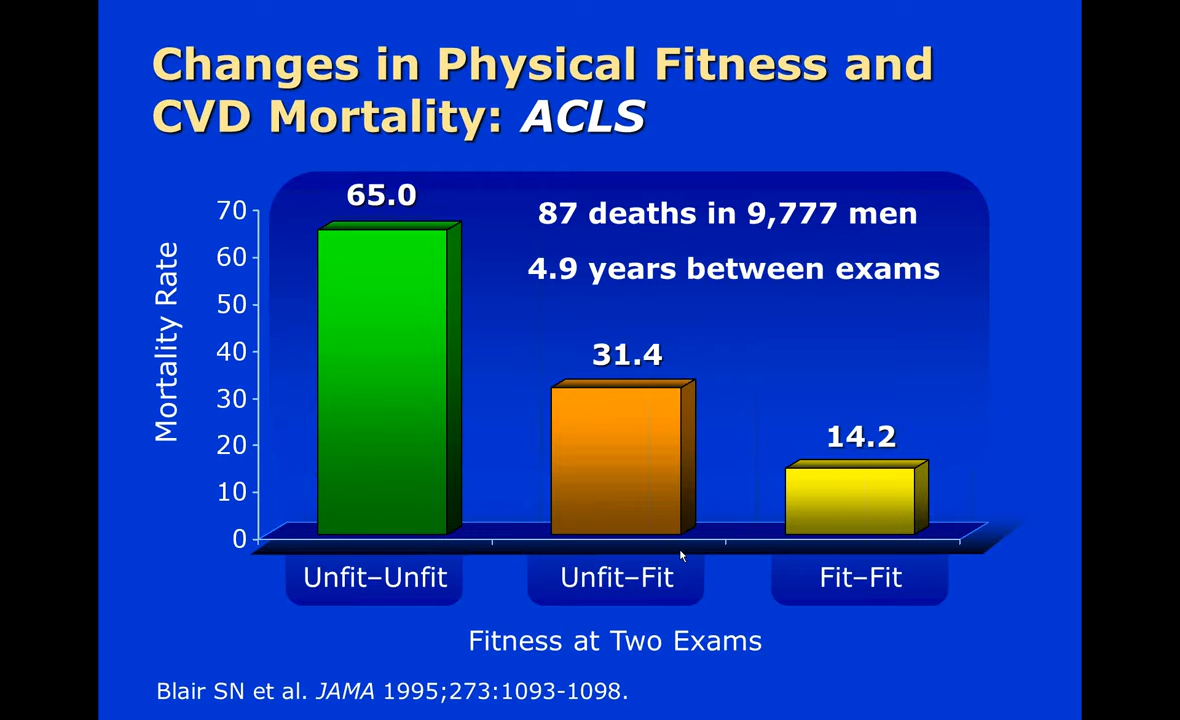 Changes in Physical Fitness and
CVD Mortality: ACLS
65.0
87 deaths in 9,777 men
4.9 years between exams
31.4
14.2
70
60
50
40
30
20
10
0
Mortality Rate
Unfit–Unfit
Unfit–Fit
Fit–Fit
Fitness at Two Exams
Blair SN et al. JAMA 1995;273:1093-1098.